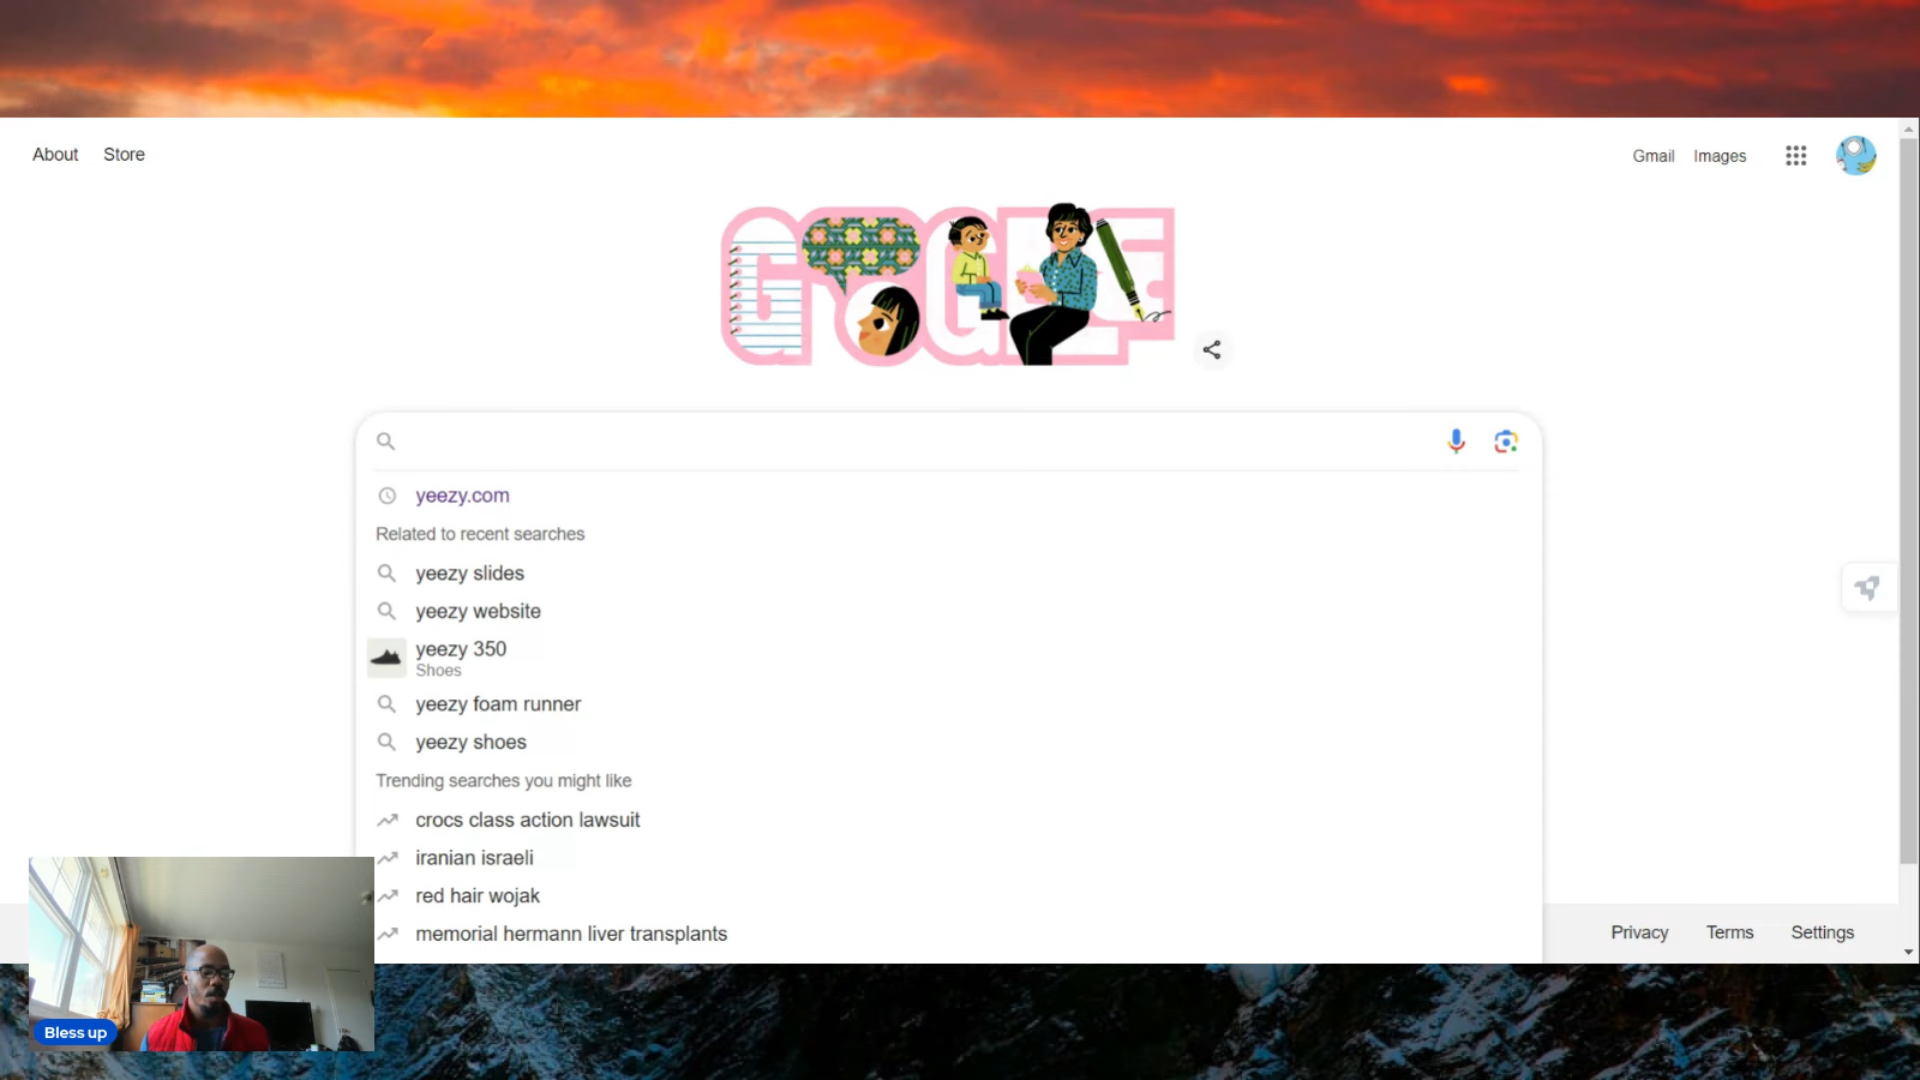 About Store
Gmail Images
GOOGLE
yeezy.com
Related to recent searches
yeezy slides
yeezy website
yeezy 350
Shoes
yeezy foam runner
yeezy shoes
Trending searches you might like
crocs class action lawsuit
iranian israeli
red hair wojak
memorial hermann liver transplants
Privacy Terms Settings
Bless up